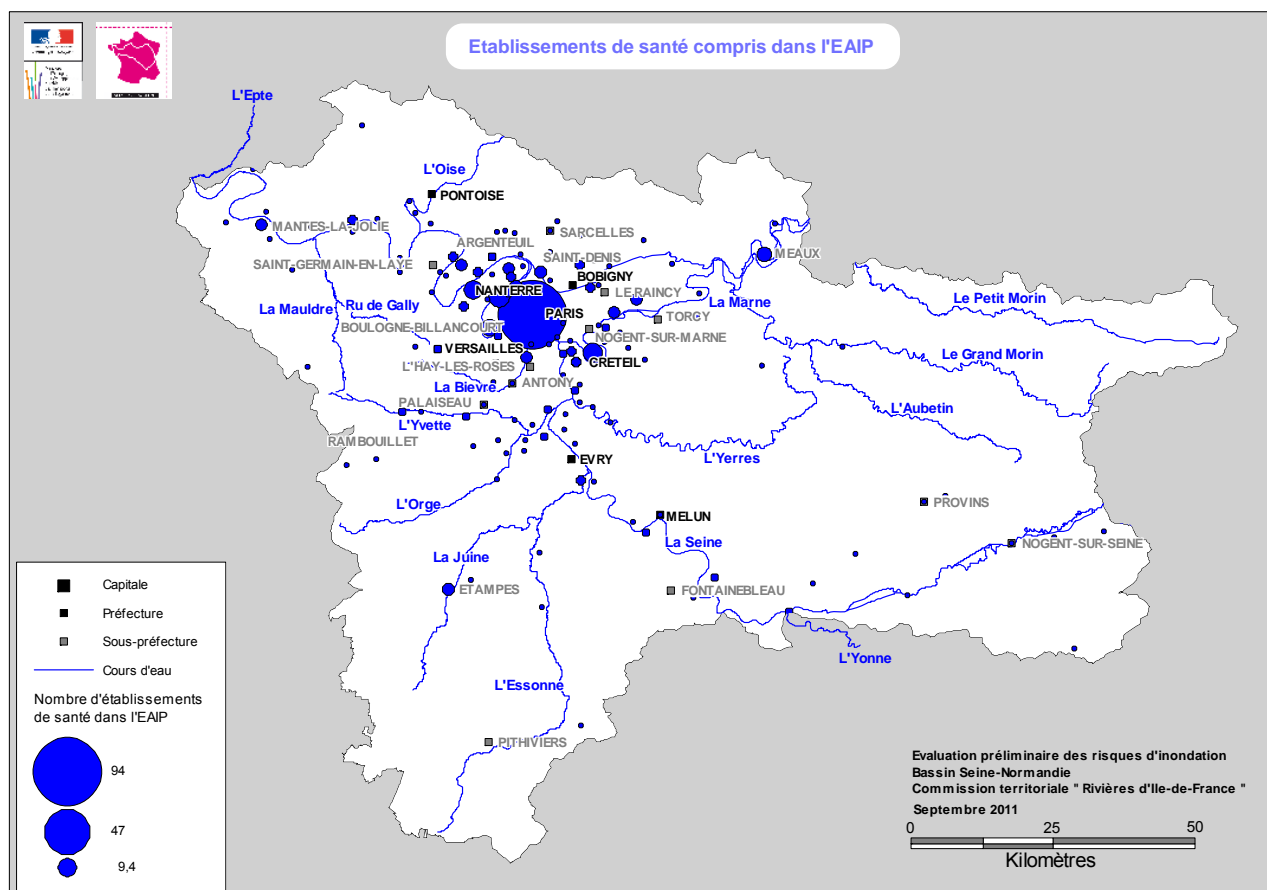 Etablissements de santé compris dans l'EAIP
L'Epte
L'Oise
PONTOISE
MANTES-LA-JOLIE
ARGENTEUIL
SARCELLES
SAINT-DENIS
SAINT-GERMAIN-EN-LAYE
MEAUX
BOBIGNY
NANTERRE
LE RAINCY
La Mauldre
Ru de Gally
La Marne
Le Petit Morin
PARIS
TORCY
BOULOGNE-BILLANCOURT
NOGENT-SUR-MARNE
VERSAILLES
Le Grand Morin
L'HAY-LES-ROSES
CRETEIL
La Bievre
ANTONY
PALAISEAU
L'Aubetin
L'Yvette
RAMBOUILLET
EVRY
L'Yerres
L'Orge
PROVINS
MELUN
La Seine
NOGENT-SUR-SEINE
La Juine
ETAMPES
FONTAINEBLEAU
L'Yonne
L'Essonne
PITHIVIERS
Capitale
Préfecture
Sous-préfecture
Cours d'eau
Nombre d'établissements
de santé dans l'EAIP
94
47
9,4
Evaluation préliminaire des risques d'inondation
Bassin Seine-Normandie
Commission territoriale " Rivières d'Ile-de-France "
Septembre 2011
0 25 50
Kilomètres